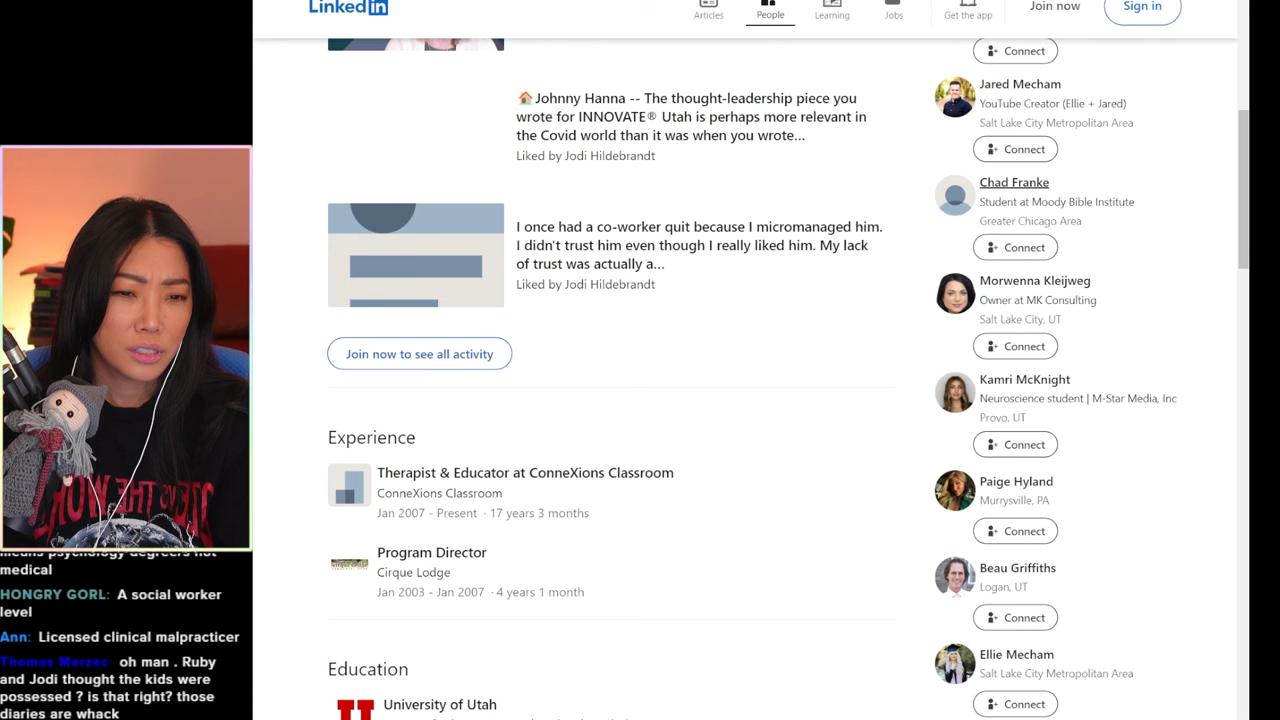 Linked in
Articles
People
Learning
Jobs
Get the app
Join now
Sign in
🏠Johnny Hanna -- The thought-leadership piece you
wrote for INNOVATE® Utah is perhaps more relevant in
the Covid world than it was when you wrote...
Liked by Jodi Hildebrandt
I once had a co-worker quit because I micromanaged him.
I didn't trust him even though I really liked him. My lack
of trust was actually a...
Liked by Jodi Hildebrandt
Join now to see all activity
Experience
Therapist & Educator at ConneXions Classroom
ConneXions Classroom
Jan 2007 - Present · 17 years 3 months
Program Director
Cirque Lodge
Jan 2003 - Jan 2007 · 4 years 1 month
Education
University of Utah
Connect
Jared Mecham
YouTube Creator (Ellie + Jared)
Salt Lake City Metropolitan Area
Connect
Chad Franke
Student at Moody Bible Institute
Greater Chicago Area
Connect
Morwenna Kleijweg
Owner at MK Consulting
Salt Lake City, UT
Connect
Kamri McKnight
Neuroscience student | M-Star Media, Inc
Provo, UT
Connect
Paige Hyland
Murrysville, PA
Connect
Beau Griffiths
Logan, UT
Connect
Ellie Mecham
Salt Lake City Metropolitan Area
Connect
means psychology degrees not
medical
HONGRY GORL: A social worker
level
Ann: Licensed clinical malpracticer
Thomas Marzec: oh man . Ruby
and Jodi thought the kids were
possessed ? is that right? those
diaries are whack